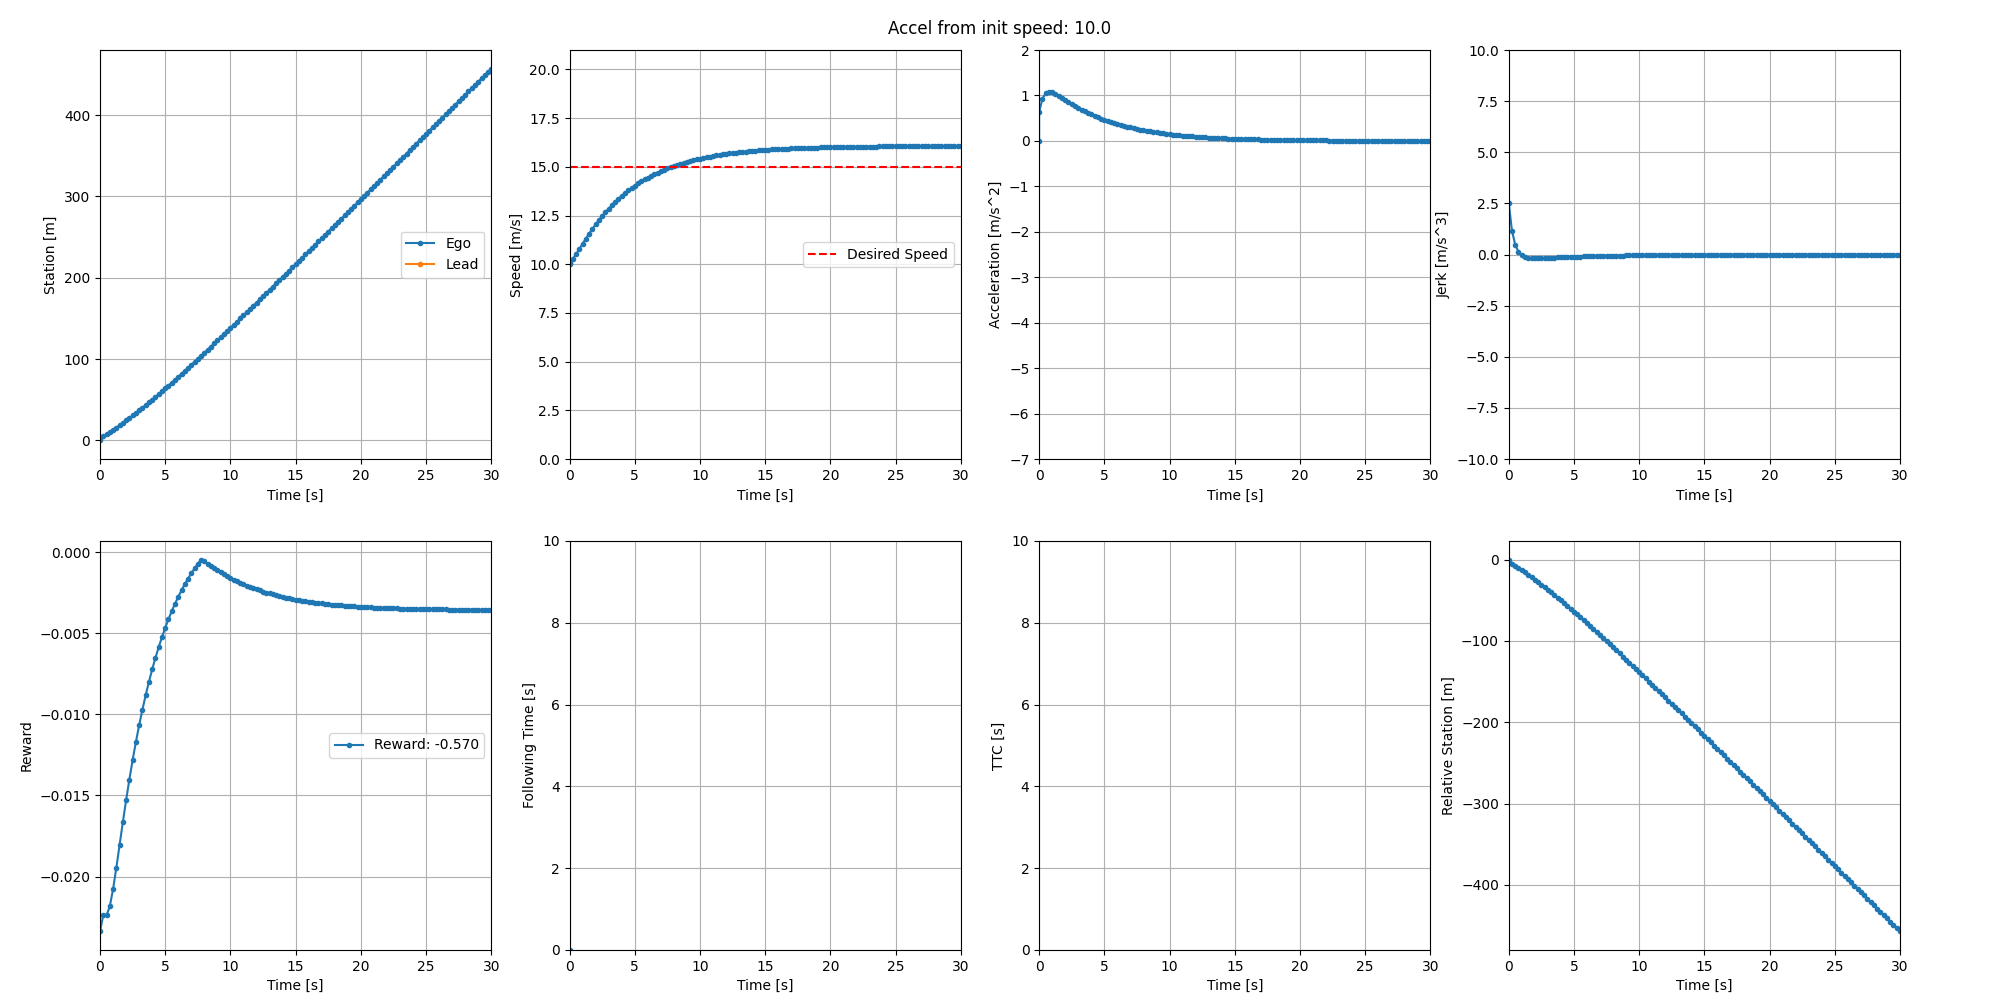 Accel from init speed: 10.0
Station [m]
400
300
200
100
0
Ego
Lead
0 5 10 15 20 25 30
Time [s]
Speed [m/s]
20.0
17.5
15.0
12.5
10.0
7.5
5.0
2.5
0.0
Desired Speed
0 5 10 15 20 25 30
Time [s]
Acceleration [m/s^2]
2
1
0
−1
−2
−3
−4
−5
−6
−7
0 5 10 15 20 25 30
Time [s]
Jerk [m/s^3]
10.0
7.5
5.0
2.5
0.0
−2.5
−5.0
−7.5
−10.0
0 5 10 15 20 25 30
Time [s]
Reward
0.000
−0.005
−0.010
−0.015
−0.020
Reward: -0.570
0 5 10 15 20 25 30
Time [s]
Following Time [s]
10
8
6
4
2
0
0 5 10 15 20 25 30
Time [s]
TTC [s]
10
8
6
4
2
0
0 5 10 15 20 25 30
Time [s]
Relative Station [m]
0
−100
−200
−300
−400
0 5 10 15 20 25 30
Time [s]